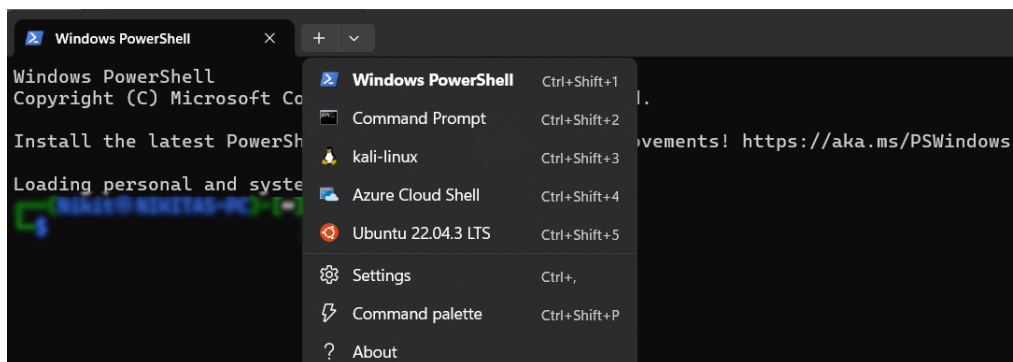 Windows PowerShell
Windows PowerShell
Copyright (C) Microsoft Co
Install the latest PowerSh vements! https://aka.ms/PSWindows
Loading personal and syste
Windows PowerShell Ctrl+Shift+1
Command Prompt Ctrl+Shift+2
kali-linux Ctrl+Shift+3
Azure Cloud Shell Ctrl+Shift+4
Ubuntu 22.04.3 LTS Ctrl+Shift+5
Settings Ctrl+,
Command palette Ctrl+Shift+P
About